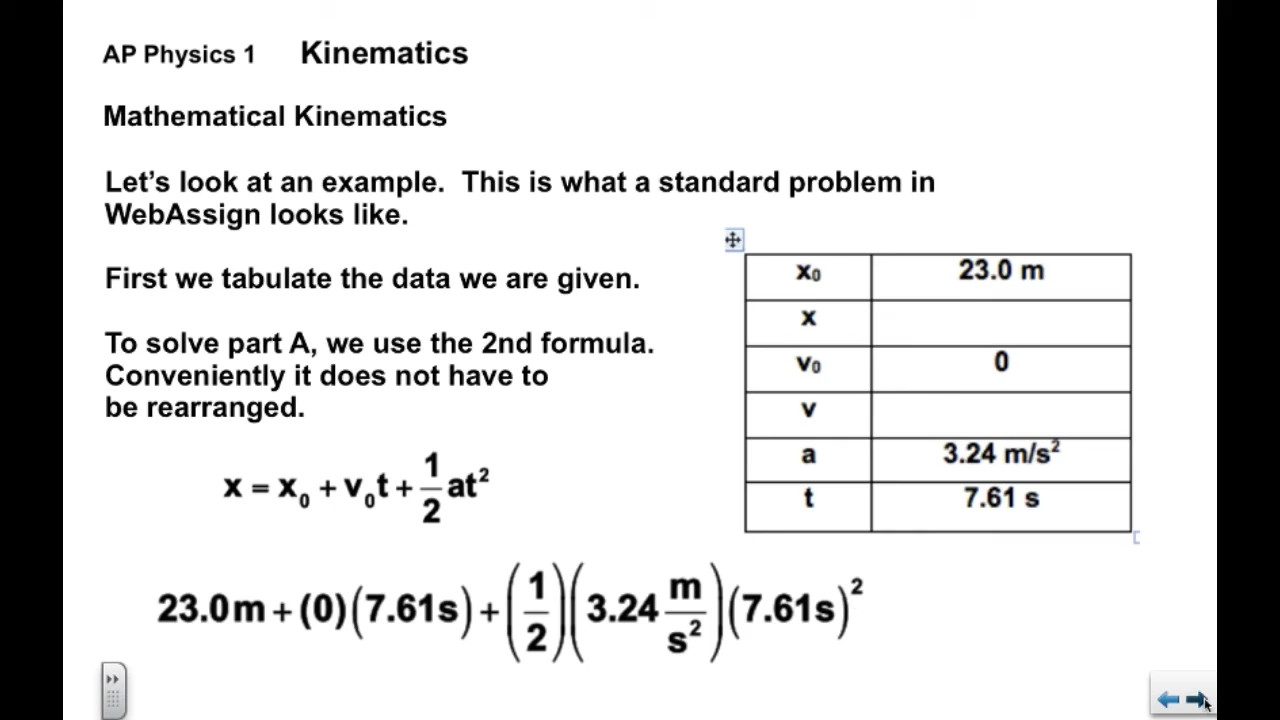 AP Physics 1 Kinematics
Mathematical Kinematics
Let's look at an example. This is what a standard problem in
WebAssign looks like.
First we tabulate the data we are given.
To solve part A, we use the 2nd formula.
Conveniently it does not have to
be rearranged.
x₀ 23.0 m
x
v₀ 0
v
a 3.24 m/s²
t 7.61 s
x = x₀ + v₀t + 1/2 at²
23.0m + (0)(7.61s) + (1/2)(3.24 m/s²)(7.61s)²